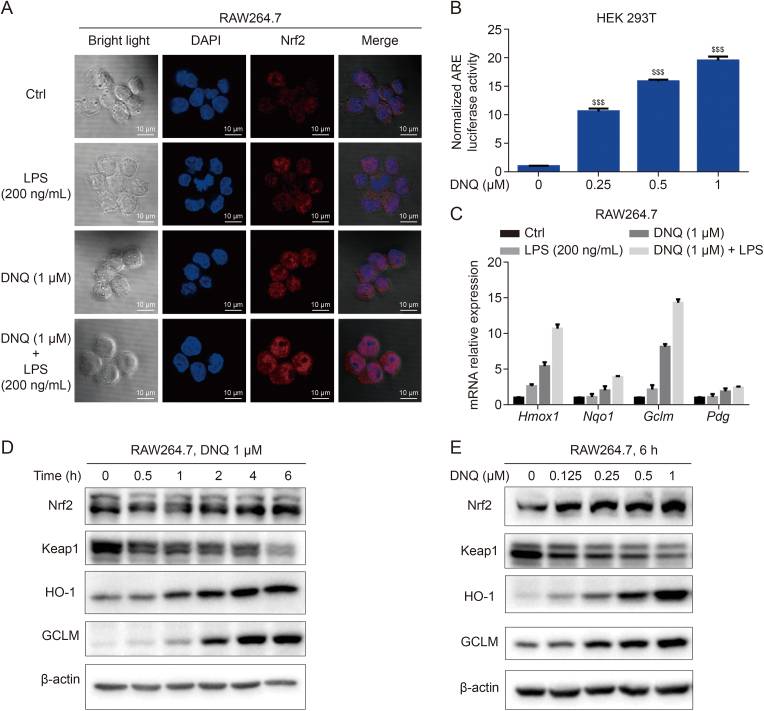 A
RAW264.7
Bright light DAPI Nrf2 Merge
Ctrl
10 μm 10 μm 10 μm 10 μm
LPS
(200 ng/mL)
10 μm 10 μm 10 μm 10 μm
DNQ (1 μM)
10 μm 10 μm 10 μm 10 μm
DNQ (1 μM)
+
LPS
(200 ng/mL)
10 μm 10 μm 10 μm 10 μm
B
HEK 293T
Normalized ARE
luciferase activity
25
20
15
10
5
0
$$$ $$$ $$$
DNQ (μM) 0 0.25 0.5 1
C
RAW264.7
Ctrl DNQ (1 μM)
LPS (200 ng/mL) DNQ (1 μM) + LPS
mRNA relative expression
20
15
10
5
0
Hmox1 Nqo1 Gclm Pdg
D
RAW264.7, DNQ 1 μM
Time (h) 0 0.5 1 2 4 6
Nrf2
Keap1
HO-1
GCLM
β-actin
E
RAW264.7, 6 h
DNQ (μM) 0 0.125 0.25 0.5 1
Nrf2
Keap1
HO-1
GCLM
β-actin